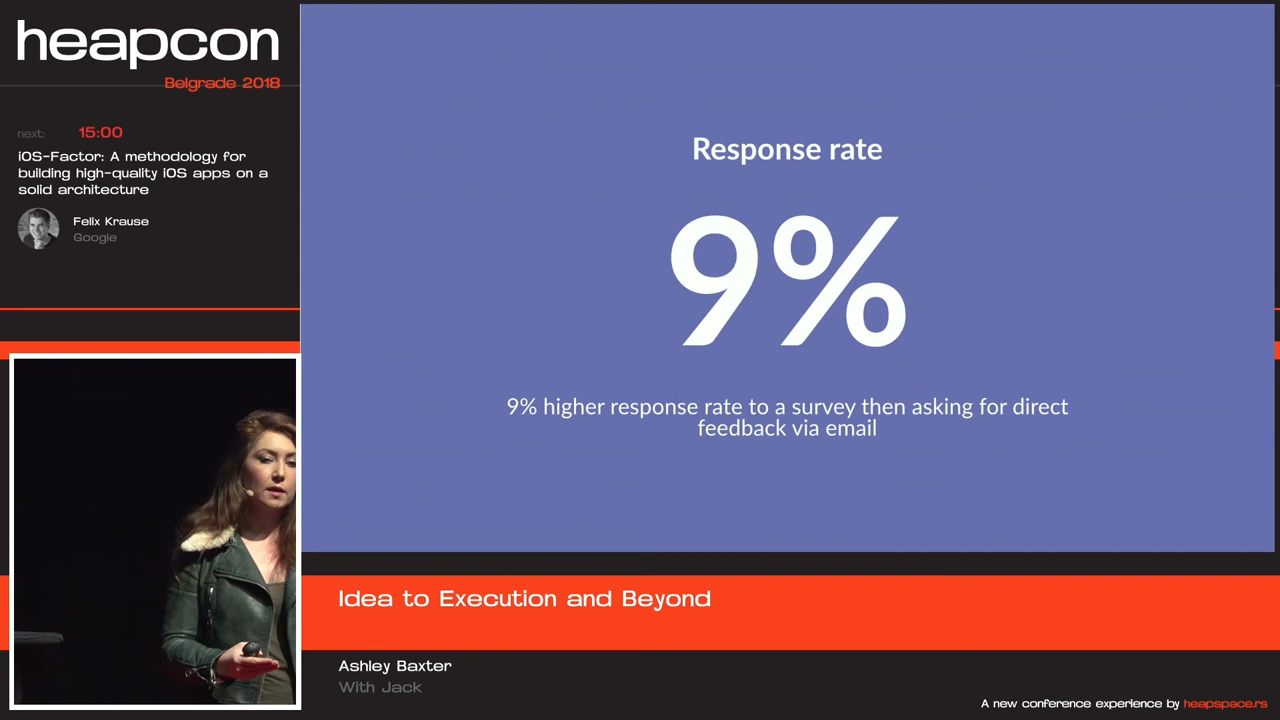 heapcon
Belgrade 2018
next: 15:00
iOS-Factor: A methodology for
building high-quality iOS apps on a
solid architecture
Felix Krause
Google
Response rate
9%
9% higher response rate to a survey then asking for direct
feedback via email
Idea to Execution and Beyond
Ashley Baxter
With Jack
A new conference experience by heapspace.rs